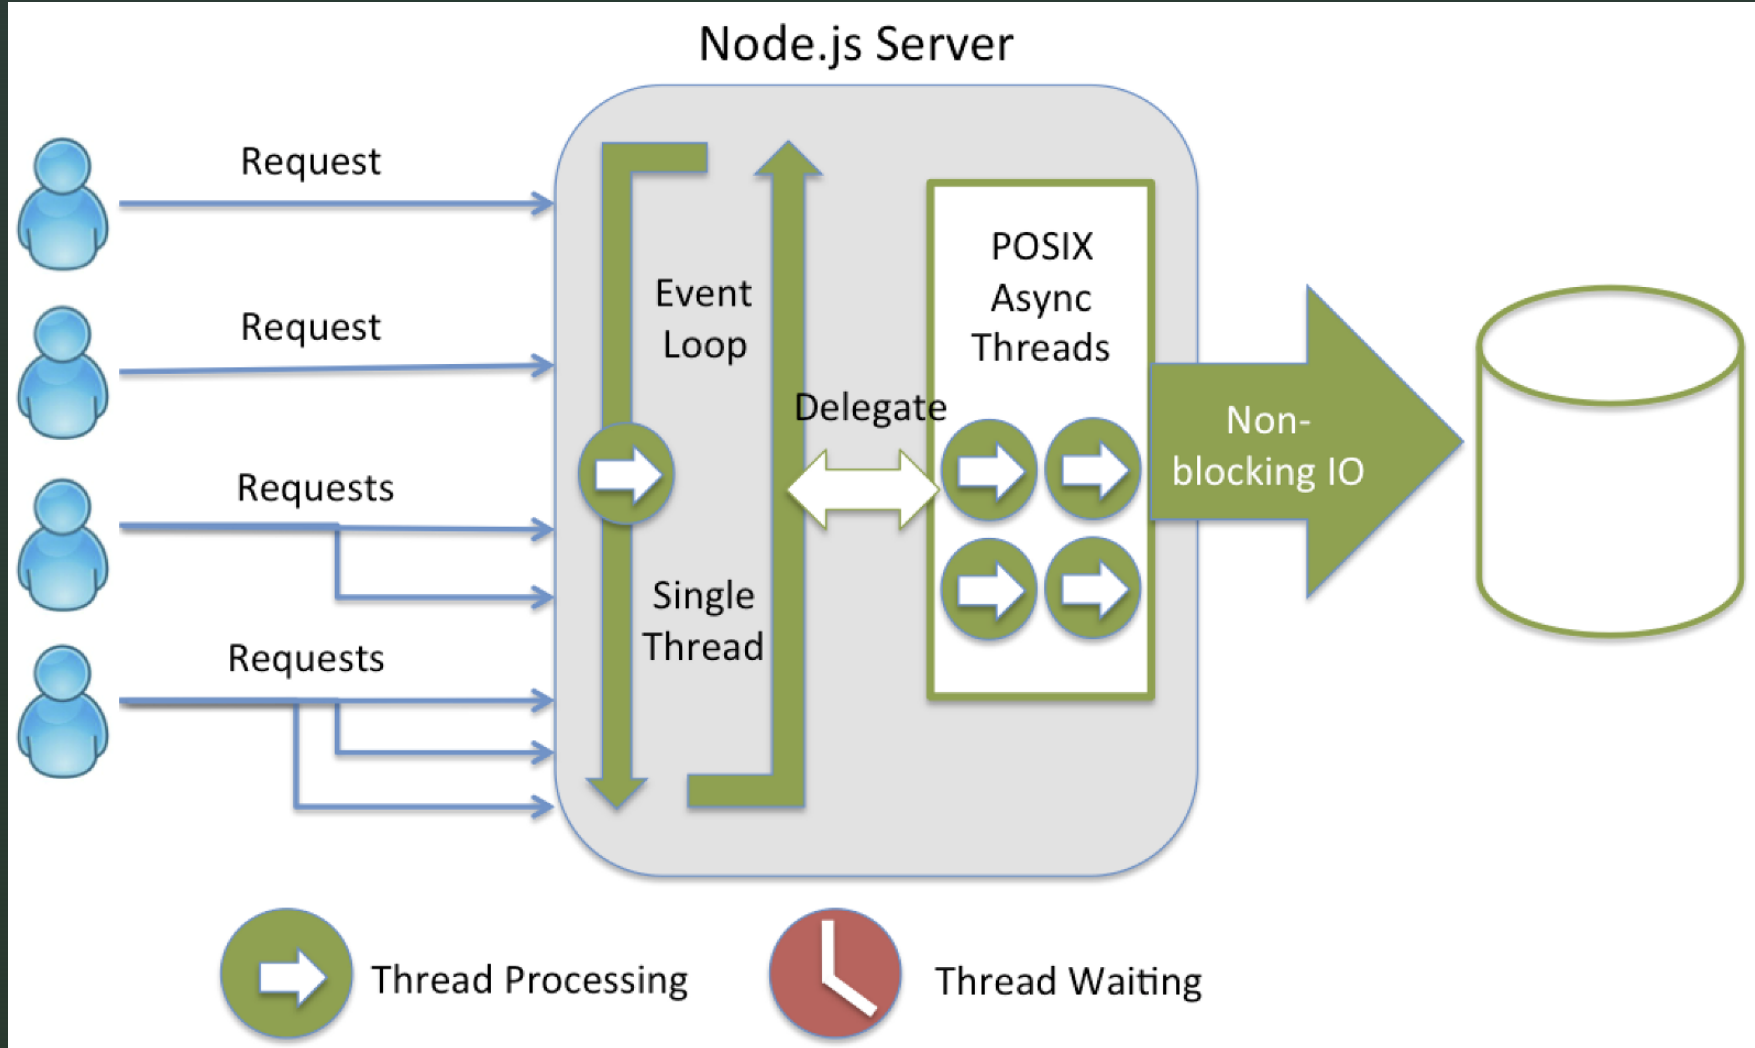 Node.js Server
Request
Request
Requests
Requests
Event
Loop
Single
Thread
Delegate
POSIX
Async
Threads
Non-
blocking IO
Thread Processing
Thread Waiting